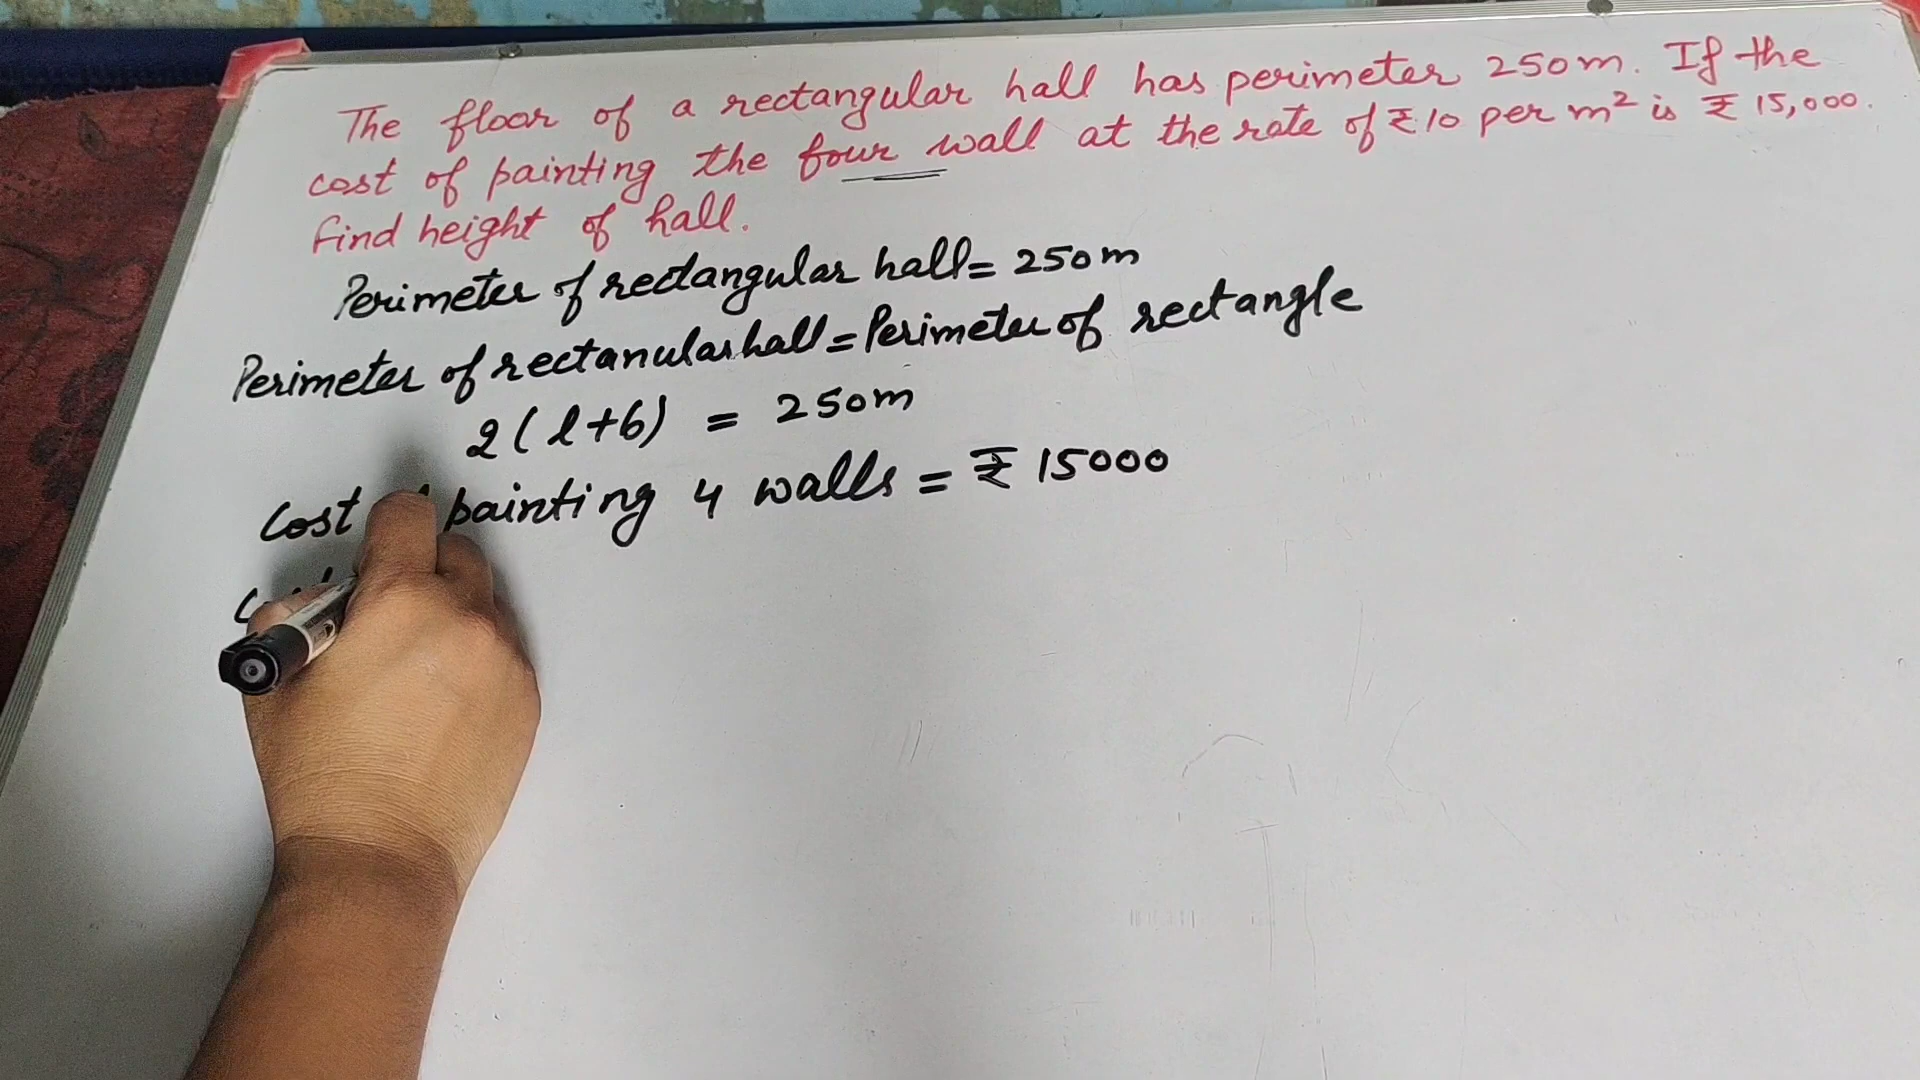 The floor of a rectangular hall has perimeter 250m. If the
cost of painting the four wall at the rate of ₹10 per m² is ₹ 15,000.
find height of hall.
Perimeter of rectangular hall = 250m
Perimeter of rectanular hall = Perimeter of rectangle
2(l+b) = 250m
Cost painting 4 walls = ₹ 15000